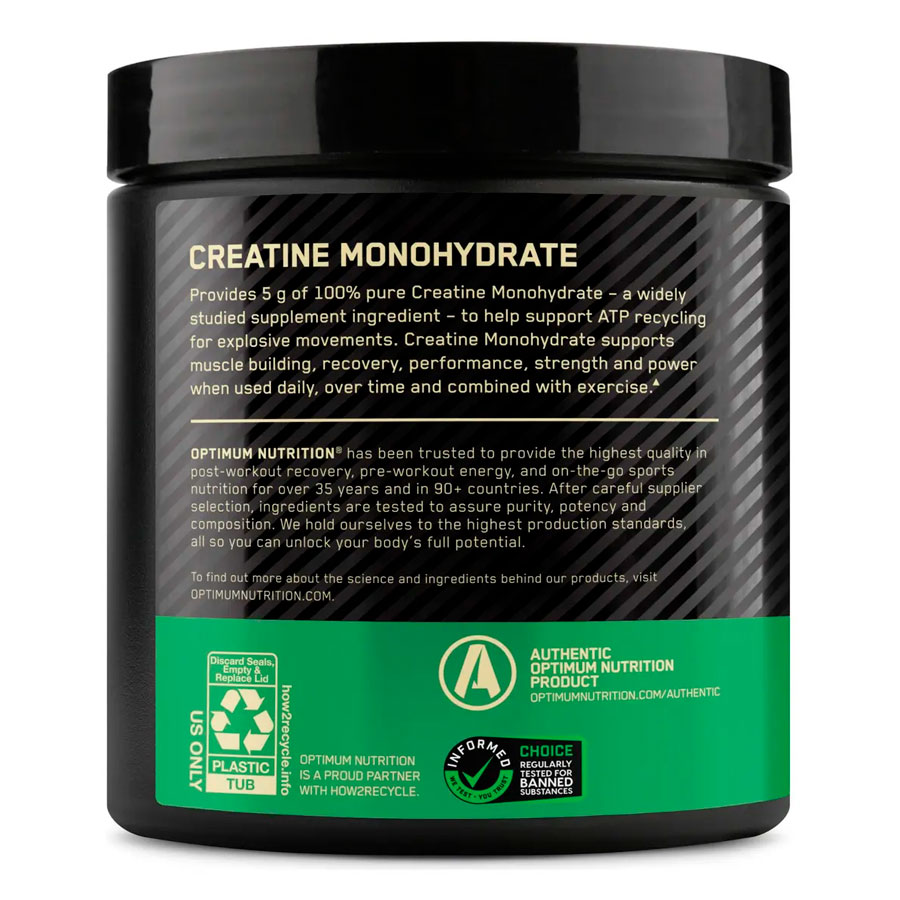 CREATINE MONOHYDRATE
Provides 5 g of 100% pure Creatine Monohydrate – a widely
studied supplement ingredient – to help support ATP recycling
for explosive movements. Creatine Monohydrate supports
muscle building, recovery, performance, strength and power
when used daily, over time and combined with exercise.▲
OPTIMUM NUTRITION® has been trusted to provide the highest quality in
post-workout recovery, pre-workout energy, and on-the-go sports
nutrition for over 35 years and in 90+ countries. After careful supplier
selection, ingredients are tested to assure purity, potency and
composition. We hold ourselves to the highest production standards,
all so you can unlock your body's full potential.
To find out more about the science and ingredients behind our products, visit
OPTIMUMNUTRITION.COM.
US ONLY
Discard Seals,
Empty &
Replace Lid
PLASTIC
TUB
how2recycle.info
OPTIMUM NUTRITION
IS A PROUD PARTNER
WITH HOW2RECYCLE.
AUTHENTIC
OPTIMUM NUTRITION
PRODUCT
OPTIMUMNUTRITION.COM/AUTHENTIC
INFORMED
WE TEST · YOU TRUST
CHOICE
REGULARLY
TESTED FOR
BANNED
SUBSTANCES